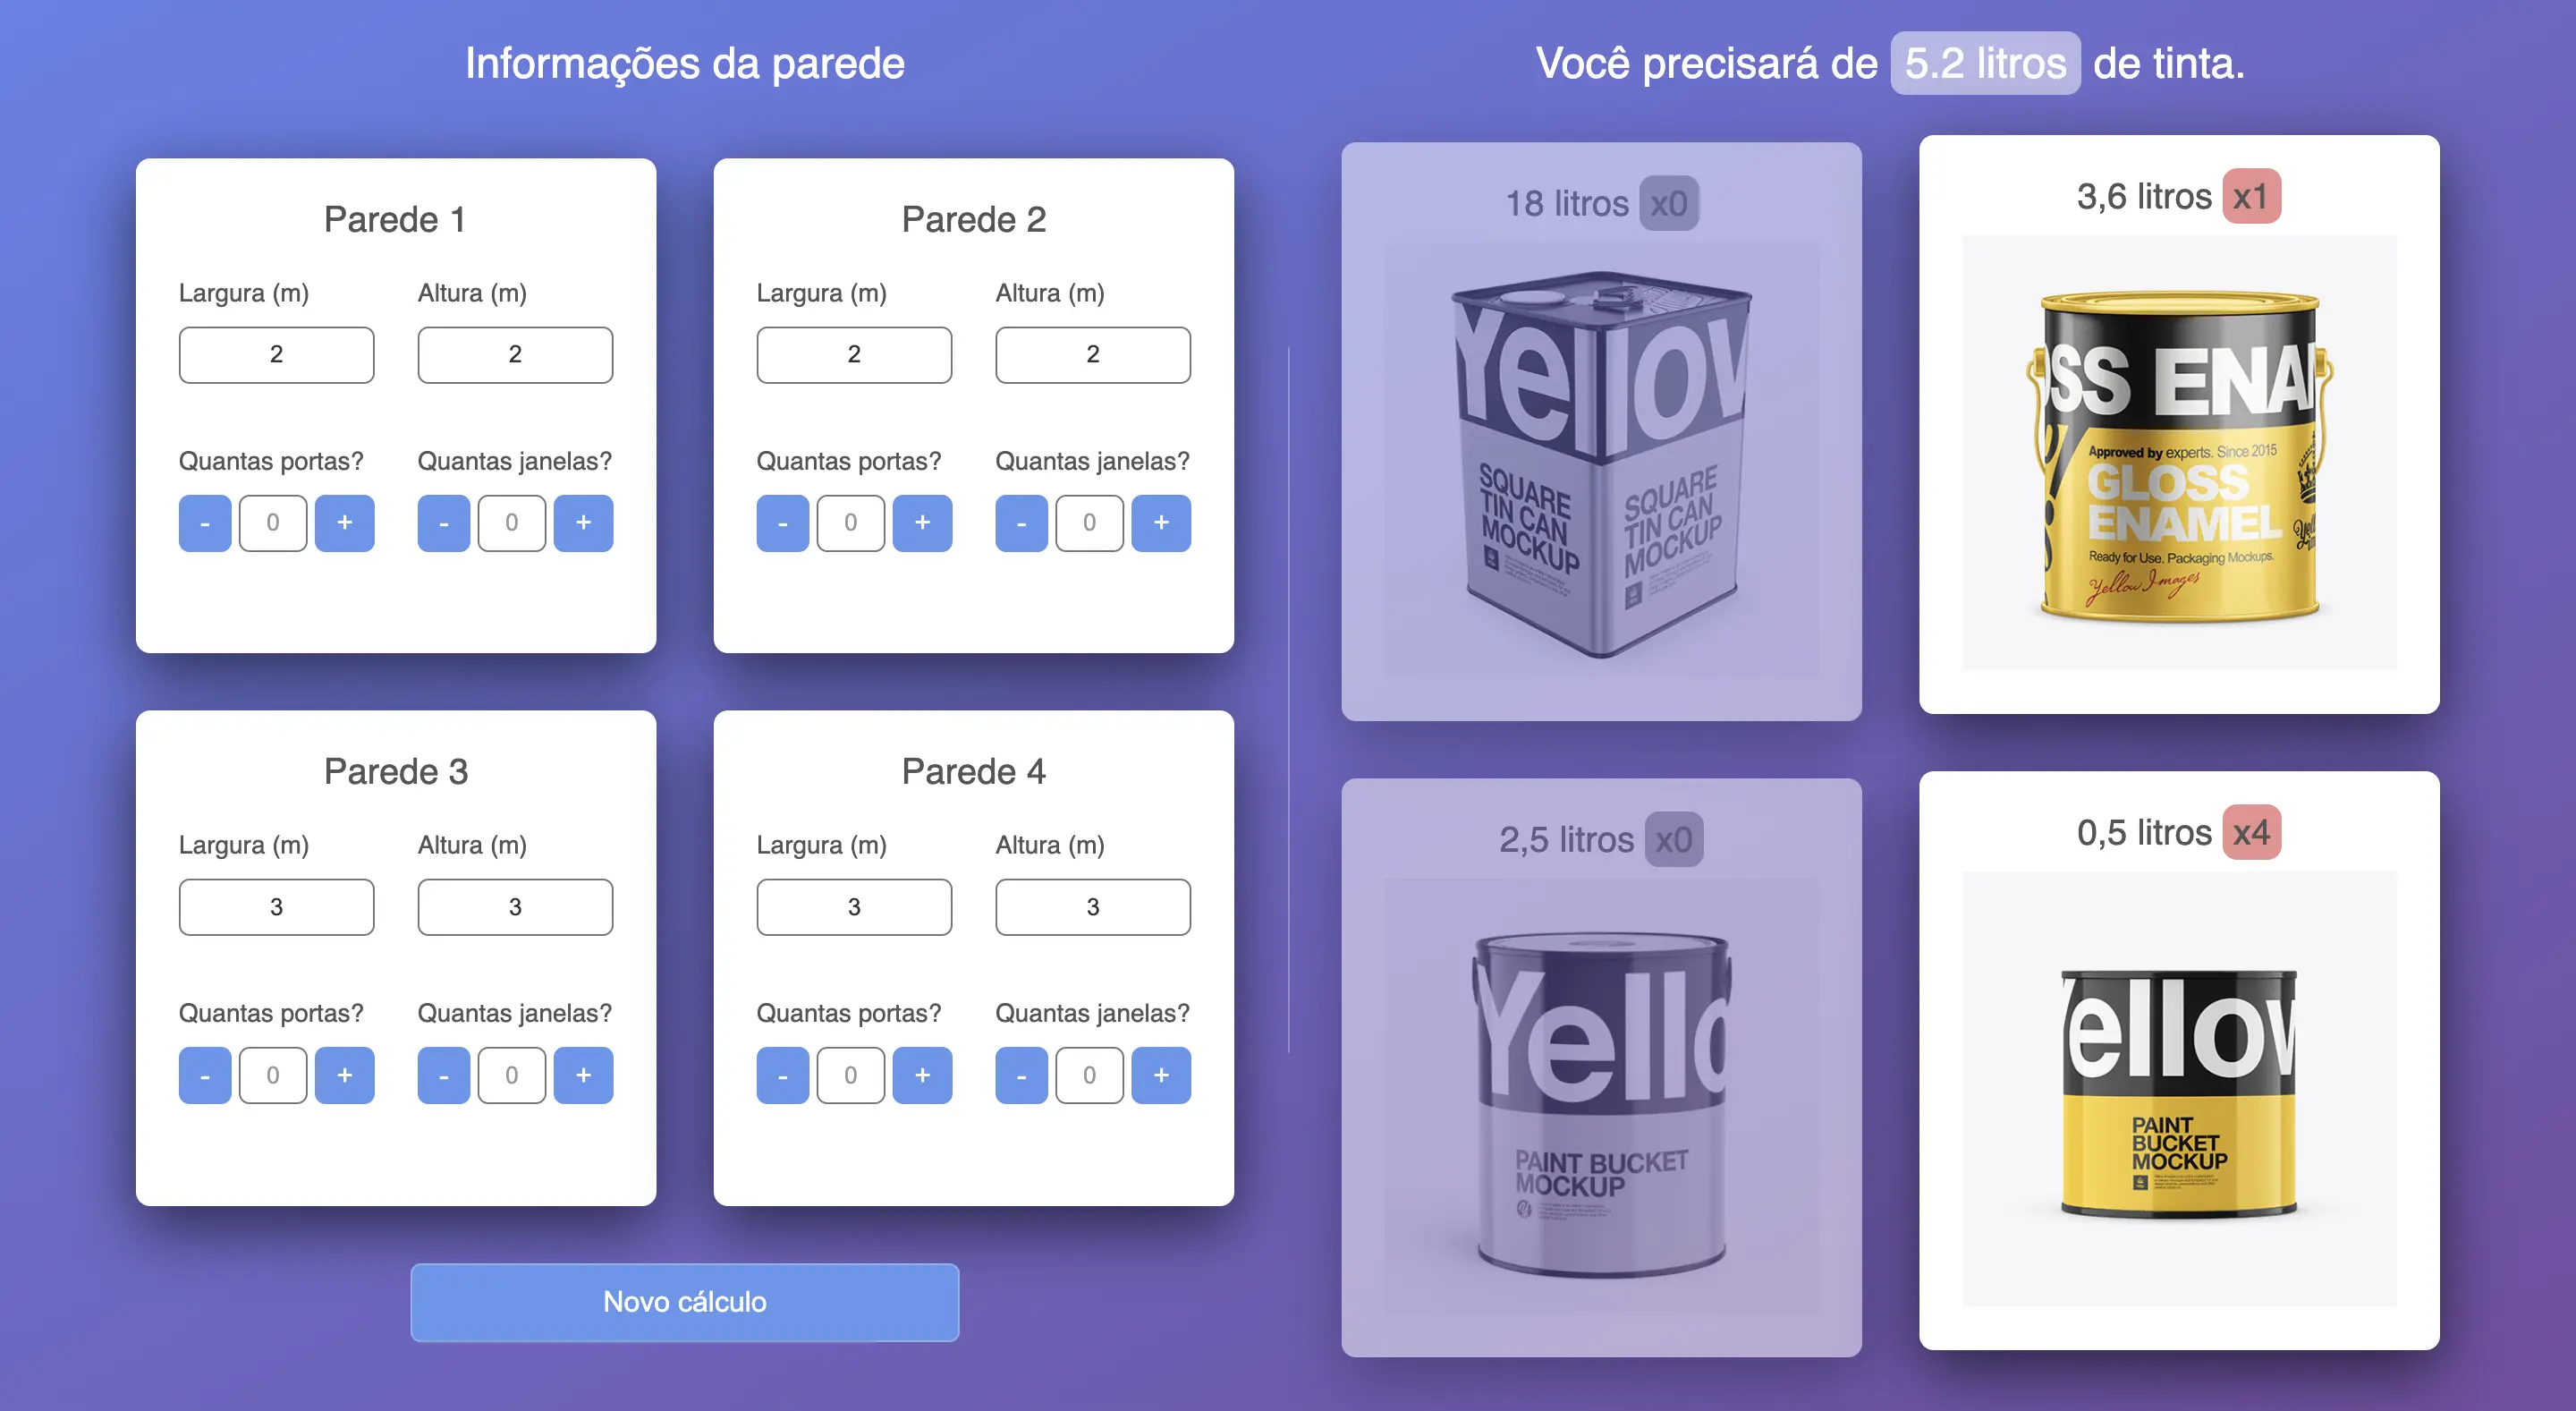 Informações da parede
Parede 1
Largura (m) Altura (m)
2 2
Quantas portas? Quantas janelas?
- 0 + - 0 +
Parede 2
Largura (m) Altura (m)
2 2
Quantas portas? Quantas janelas?
- 0 + - 0 +
Parede 3
Largura (m) Altura (m)
3 3
Quantas portas? Quantas janelas?
- 0 + - 0 +
Parede 4
Largura (m) Altura (m)
3 3
Quantas portas? Quantas janelas?
- 0 + - 0 +
Novo cálculo
Você precisará de 5.2 litros de tinta.
18 litros x0
Yellow
SQUARE
TIN CAN
MOCKUP
SQUARE
TIN CAN
MOCKUP
3,6 litros x1
OSS ENA
Approved by experts. Since 2015
GLOSS
ENAMEL
Ready for Use. Packaging Mockups.
Yellow Images
2,5 litros x0
Yello
PAINT BUCKET
MOCKUP
0,5 litros x4
Yellow
PAINT
BUCKET
MOCKUP